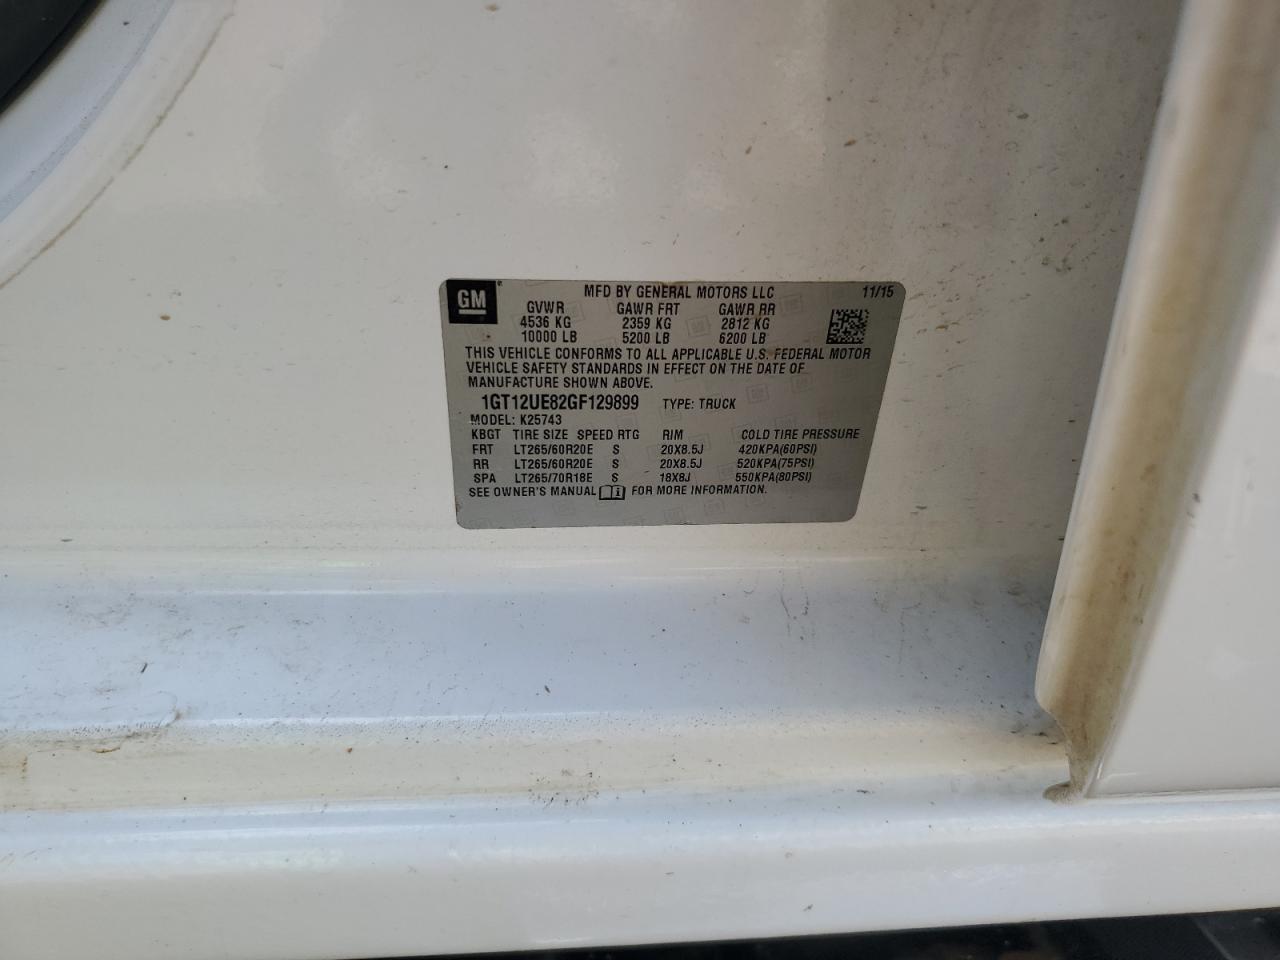 GM
MFD BY GENERAL MOTORS LLC 11/15
GVWR GAWR FRT GAWR RR
4536 KG 2359 KG 2812 KG
10000 LB 5200 LB 6200 LB
THIS VEHICLE CONFORMS TO ALL APPLICABLE U.S. FEDERAL MOTOR
VEHICLE SAFETY STANDARDS IN EFFECT ON THE DATE OF
MANUFACTURE SHOWN ABOVE.
1GT12UE82GF129899 TYPE: TRUCK
MODEL: K25743
KBGT TIRE SIZE SPEED RTG RIM COLD TIRE PRESSURE
FRT LT265/60R20E S 20X8.5J 420KPA(60PSI)
RR LT265/60R20E S 20X8.5J 520KPA(75PSI)
SPA LT265/70R18E S 18X8J 550KPA(80PSI)
SEE OWNER'S MANUAL FOR MORE INFORMATION.